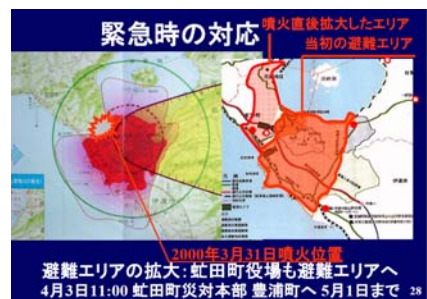 緊急時の対応
噴火直後拡大したエリア
当初の避難エリア
伊達市
2000年3月31日噴火位置
避難エリアの拡大:虻田町役場も避難エリアへ
4月3日11:00 虻田町災対本部 豊浦町へ 5月1日まで
28